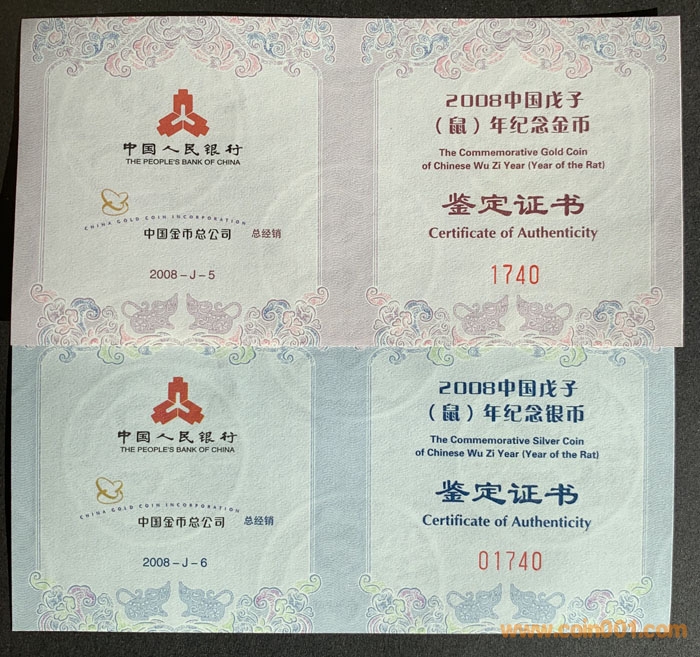 中国人民银行
THE PEOPLE'S BANK OF CHINA
CHINA GOLD COIN INCORPORATION
中国金币总公司 总经销
2008-J-5
2008中国戊子
（鼠）年纪念金币
The Commemorative Gold Coin
of Chinese Wu Zi Year (Year of the Rat)
鉴定证书
Certificate of Authenticity
1740
中国人民银行
THE PEOPLE'S BANK OF CHINA
CHINA GOLD COIN INCORPORATION
中国金币总公司 总经销
2008-J-6
2008中国戊子
（鼠）年纪念银币
The Commemorative Silver Coin
of Chinese Wu Zi Year (Year of the Rat)
鉴定证书
Certificate of Authenticity
01740
www.coin001.com